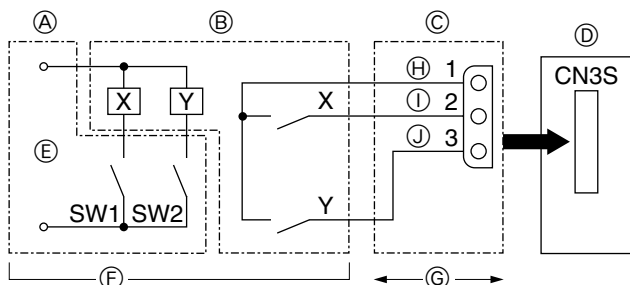 Ⓐ Ⓑ Ⓒ Ⓓ
CN3S
Ⓗ 1
X Y X Ⓘ 2
Ⓙ 3
Ⓔ
SW1 SW2 Y
Ⓕ Ⓖ